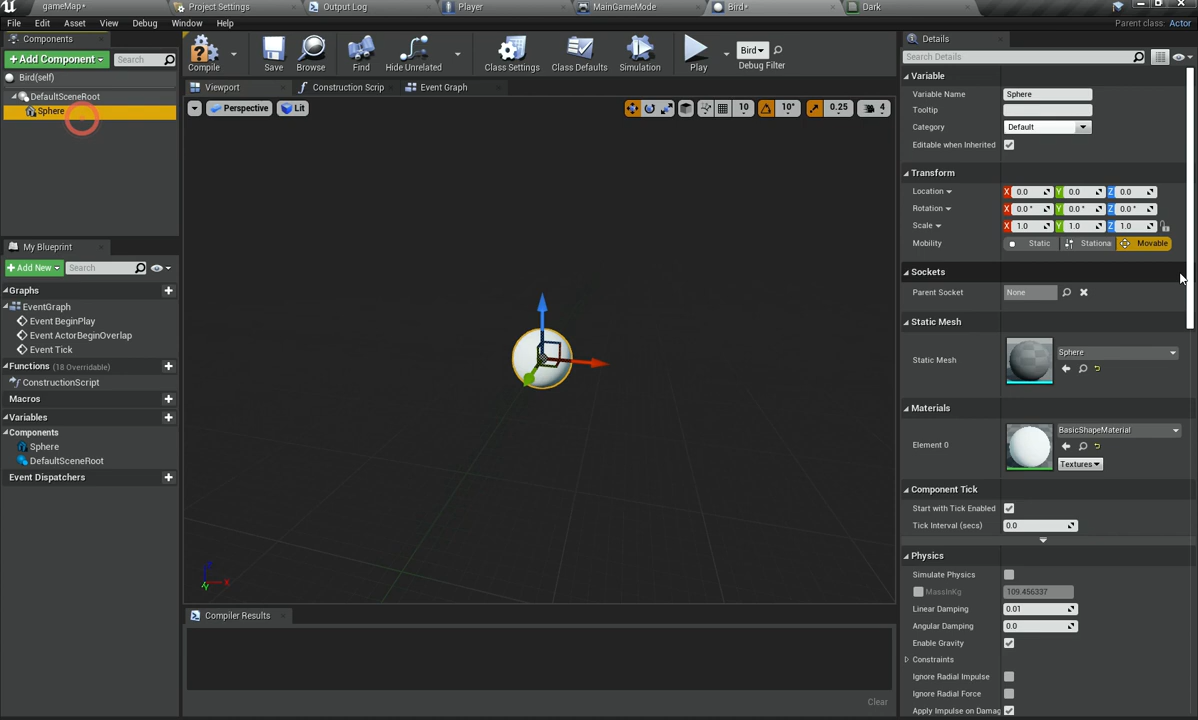 gameMap• Project Settings Output Log Player MainGameMode Bird• Dark
File Edit Asset View Debug Window Help Parent class: Actor
Components
+Add Component Search
Bird(self)
DefaultSceneRoot
Sphere
Compile Save Browse Find Hide Unrelated Class Settings Class Defaults Simulation Play Bird Debug Filter
Viewport Construction Scrip Event Graph
Perspective Lit 10 10° 0.25 4
My Blueprint
+Add New Search
Graphs
EventGraph
Event BeginPlay
Event ActorBeginOverlap
Event Tick
Functions (18 Overridable)
ConstructionScript
Macros
Variables
Components
Sphere
DefaultSceneRoot
Event Dispatchers
Z X Y
Compiler Results
Clear
Details
Search Details
Variable
Variable Name Sphere
Tooltip
Category Default
Editable when Inherited
Transform
Location X 0.0 Y 0.0 Z 0.0
Rotation X 0.0° Y 0.0° Z 0.0°
Scale X 1.0 Y 1.0 Z 1.0
Mobility Static Stationa Movable
Sockets
Parent Socket None
Static Mesh
Static Mesh Sphere
Materials
Element 0 BasicShapeMaterial
Textures
Component Tick
Start with Tick Enabled
Tick Interval (secs) 0.0
Physics
Simulate Physics
MassInKg 109.456337
Linear Damping 0.01
Angular Damping 0.0
Enable Gravity
Constraints
Ignore Radial Impulse
Ignore Radial Force
Apply Impulse on Damag